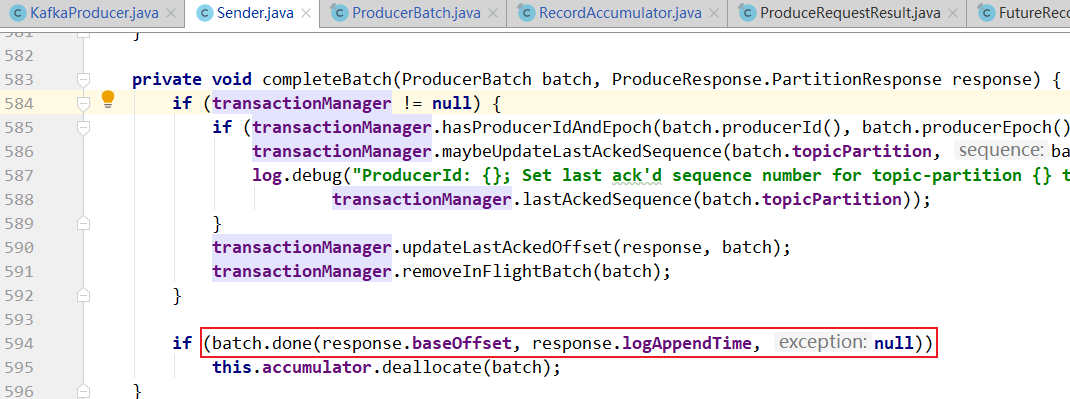 KafkaProducer.java × Sender.java × ProducerBatch.java × RecordAccumulator.java × ProduceRequestResult.java × FutureReco
581 }
582
583 private void completeBatch(ProducerBatch batch, ProduceResponse.PartitionResponse response) {
584 if (transactionManager != null) {
585 if (transactionManager.hasProducerIdAndEpoch(batch.producerId(), batch.producerEpoch()
586 transactionManager.maybeUpdateLastAckedSequence(batch.topicPartition, sequence: ba
587 log.debug("ProducerId: {}; Set last ack'd sequence number for topic-partition {} t
588 transactionManager.lastAckedSequence(batch.topicPartition));
589 }
590 transactionManager.updateLastAckedOffset(response, batch);
591 transactionManager.removeInFlightBatch(batch);
592 }
593
594 if (batch.done(response.baseOffset, response.logAppendTime, exception: null))
595 this.accumulator.deallocate(batch);
596 }